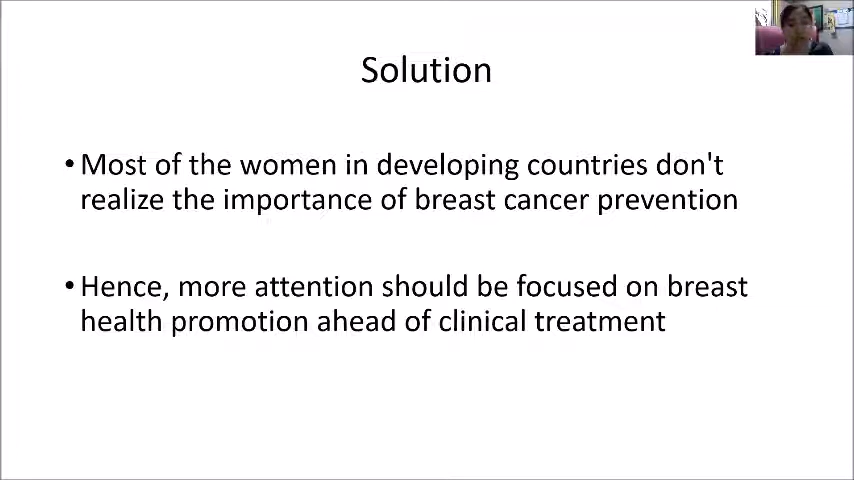 Solution
• Most of the women in developing countries don't
realize the importance of breast cancer prevention
• Hence, more attention should be focused on breast
health promotion ahead of clinical treatment